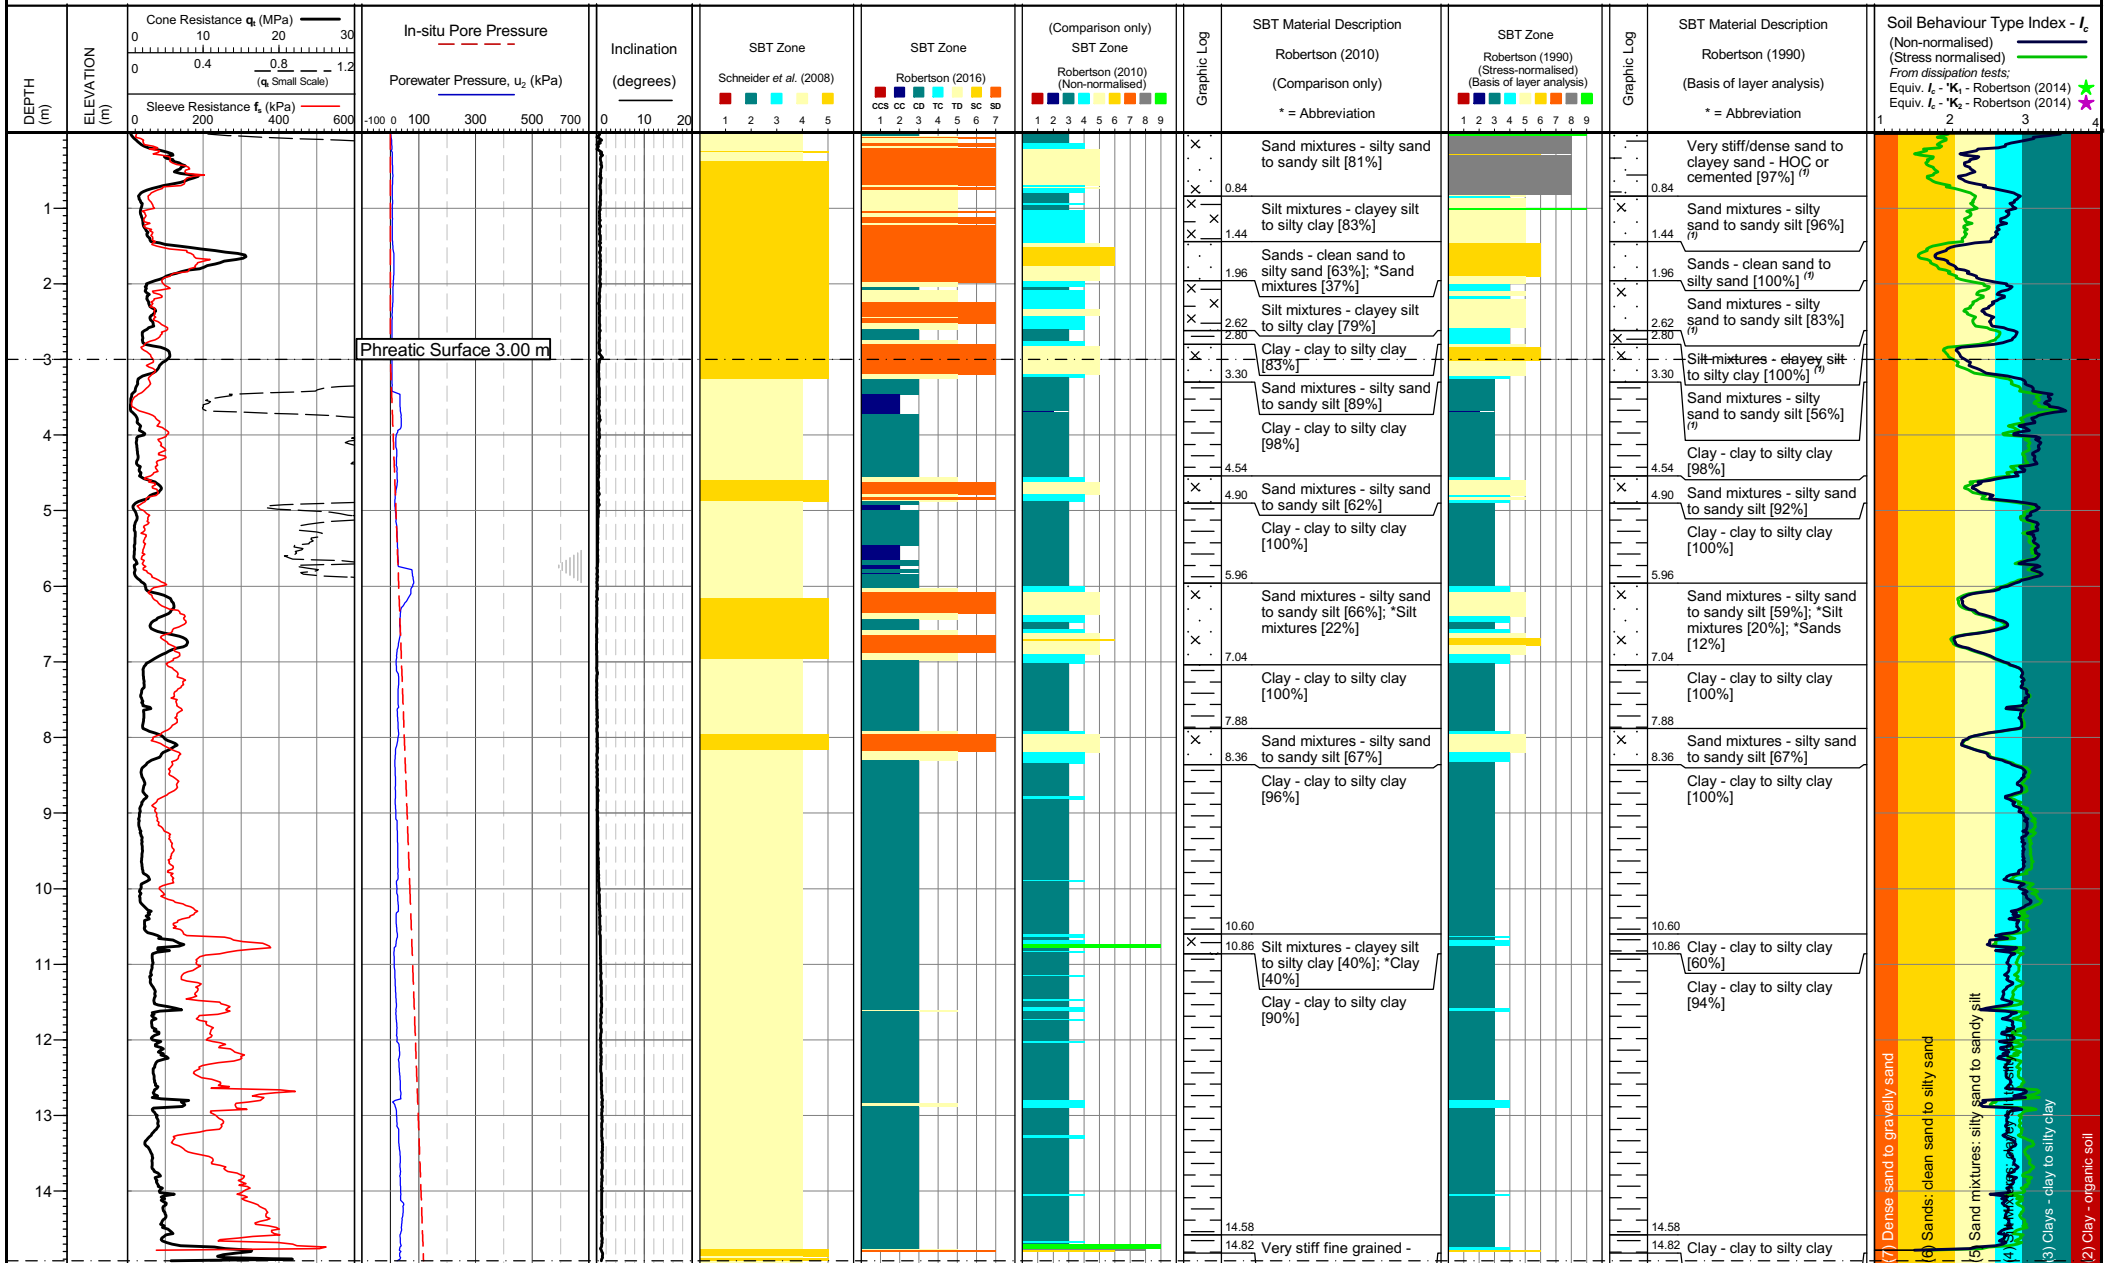 DEPTH (m)
ELEVATION (m)
Cone Resistance qt (MPa)
0 10 20 30
0 0.4 0.8 1.2
(qt Small Scale)
Sleeve Resistance fs (kPa)
0 200 400 600
In-situ Pore Pressure
Porewater Pressure, u2 (kPa)
-100 0 100 300 500 700
Inclination
(degrees)
0 10 20
SBT Zone
Schneider et al. (2008)
1 2 3 4 5
SBT Zone
Robertson (2016)
CCS CC CD TC TD SC SD
1 2 3 4 5 6 7
(Comparison only)
SBT Zone
Robertson (2010)
(Non-normalised)
1 2 3 4 5 6 7 8 9
Graphic Log
SBT Material Description
Robertson (2010)
(Comparison only)
* = Abbreviation
SBT Zone
Robertson (1990)
(Stress-normalised)
(Basis of layer analysis)
1 2 3 4 5 6 7 8 9
Graphic Log
SBT Material Description
Robertson (1990)
(Basis of layer analysis)
* = Abbreviation
Soil Behaviour Type Index - Ic
(Non-normalised)
(Stress normalised)
From dissipation tests;
Equiv. Ic - 'K1 - Robertson (2014)
Equiv. Ic - 'K2 - Robertson (2014)
1 2 3 4
1
2
3
4
5
6
7
8
9
10
11
12
13
14
Phreatic Surface 3.00 m
Sand mixtures - silty sand
to sandy silt [81%]
0.84
Silt mixtures - clayey silt
to silty clay [83%]
1.44
Sands - clean sand to
silty sand [63%]; *Sand
mixtures [37%]
1.96
Silt mixtures - clayey silt
to silty clay [79%]
2.62
2.80
Clay - clay to silty clay
[83%]
3.30
Sand mixtures - silty sand
to sandy silt [89%]
Clay - clay to silty clay
[98%]
4.54
Sand mixtures - silty sand
to sandy silt [62%]
4.90
Clay - clay to silty clay
[100%]
5.96
Sand mixtures - silty sand
to sandy silt [66%]; *Silt
mixtures [22%]
7.04
Clay - clay to silty clay
[100%]
7.88
Sand mixtures - silty sand
to sandy silt [67%]
8.36
Clay - clay to silty clay
[96%]
10.60
10.86
Silt mixtures - clayey silt
to silty clay [40%]; *Clay
[40%]
Clay - clay to silty clay
[90%]
14.58
14.82
Very stiff fine grained -
Very stiff/dense sand to
clayey sand - HOC or
cemented [97%] (1)
0.84
Sand mixtures - silty
sand to sandy silt [96%]
(1)
1.44
Sands - clean sand to
silty sand [100%] (1)
1.96
Sand mixtures - silty
sand to sandy silt [83%]
(1)
2.62
2.80
Silt mixtures - clayey silt
to silty clay [100%] (1)
3.30
Sand mixtures - silty
sand to sandy silt [56%]
(1)
Clay - clay to silty clay
[98%]
4.54
Sand mixtures - silty sand
to sandy silt [92%]
4.90
Clay - clay to silty clay
[100%]
5.96
Sand mixtures - silty sand
to sandy silt [59%]; *Silt
mixtures [20%]; *Sands
[12%]
7.04
Clay - clay to silty clay
[100%]
7.88
Sand mixtures - silty sand
to sandy silt [67%]
8.36
Clay - clay to silty clay
[100%]
10.60
10.86
Clay - clay to silty clay
[60%]
Clay - clay to silty clay
[94%]
14.58
14.82
Clay - clay to silty clay
(7) Dense sand to gravelly sand
(6) Sands: clean sand to silty sand
(5) Sand mixtures: silty sand to sandy silt
(3) Clays - clay to silty clay
(2) Clay - organic soil